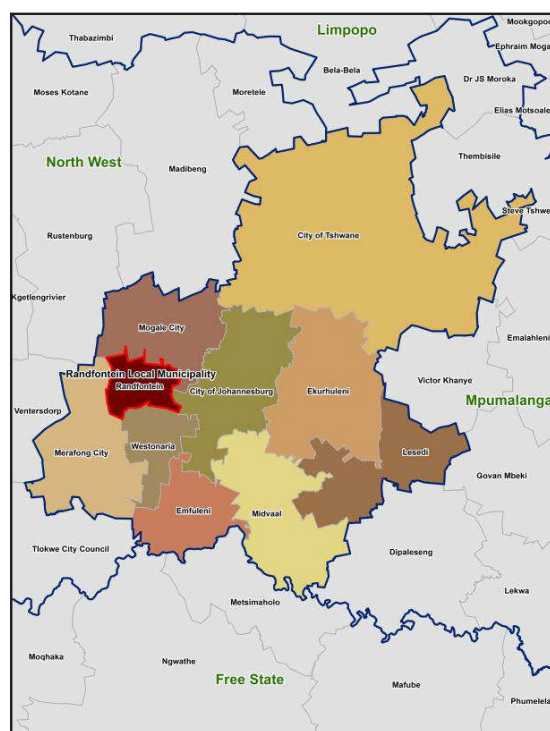 Limpopo
Mookgopo
Thabazimbi
Ephraim Moga
Bela-Bela
Dr JS Moroka
Moses Kotane
Moretele
Elias Motsoale
Thembisile
North West
Madibeng
Steve Tshwe
City of Tshwane
Rustenburg
Kgetlengrivier
Mogale City
Emalahleni
Randfontein Local Municipality
Randfontein
City of Johannesburg
Ekurhuleni
Victor Khanye
Mpumalanga
Ventersdorp
Westonaria
Merafong City
Lesedi
Govan Mbeki
Emfuleni
Midvaal
Tlokwe City Council
Dipaleseng
Lekwa
Metsimaholo
Moqhaka
Ngwathe
Free State
Mafube
Phumelela